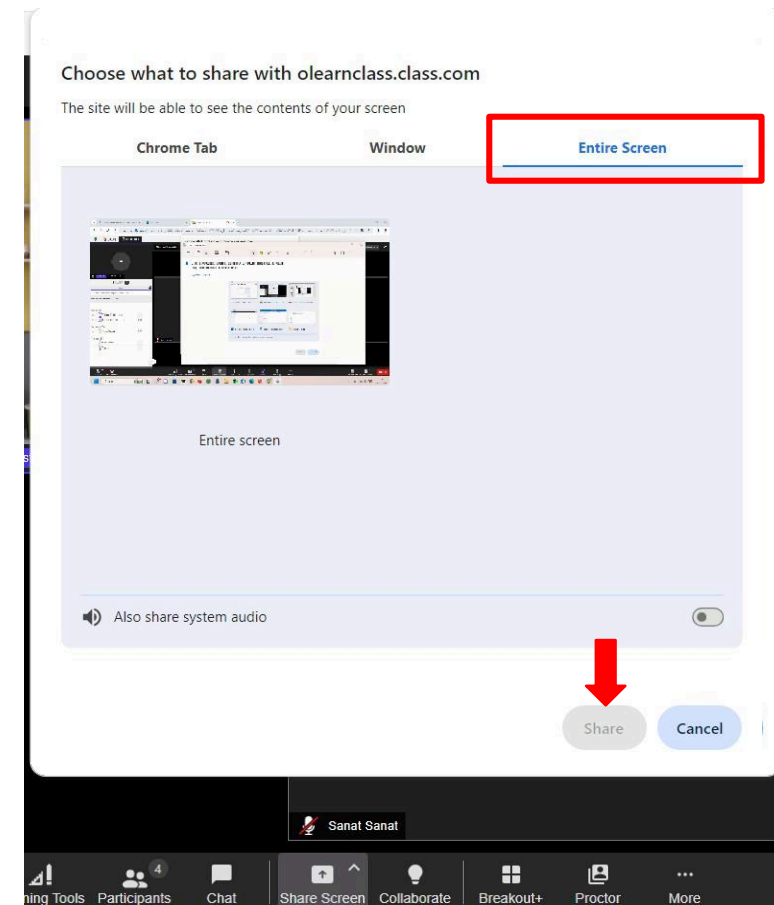 Choose what to share with olearnclass.class.com
The site will be able to see the contents of your screen
Chrome Tab Window Entire Screen
Entire screen
Also share system audio
Share Cancel
Sanat Sanat
4
ning Tools Participants Chat Share Screen Collaborate Breakout+ Proctor More